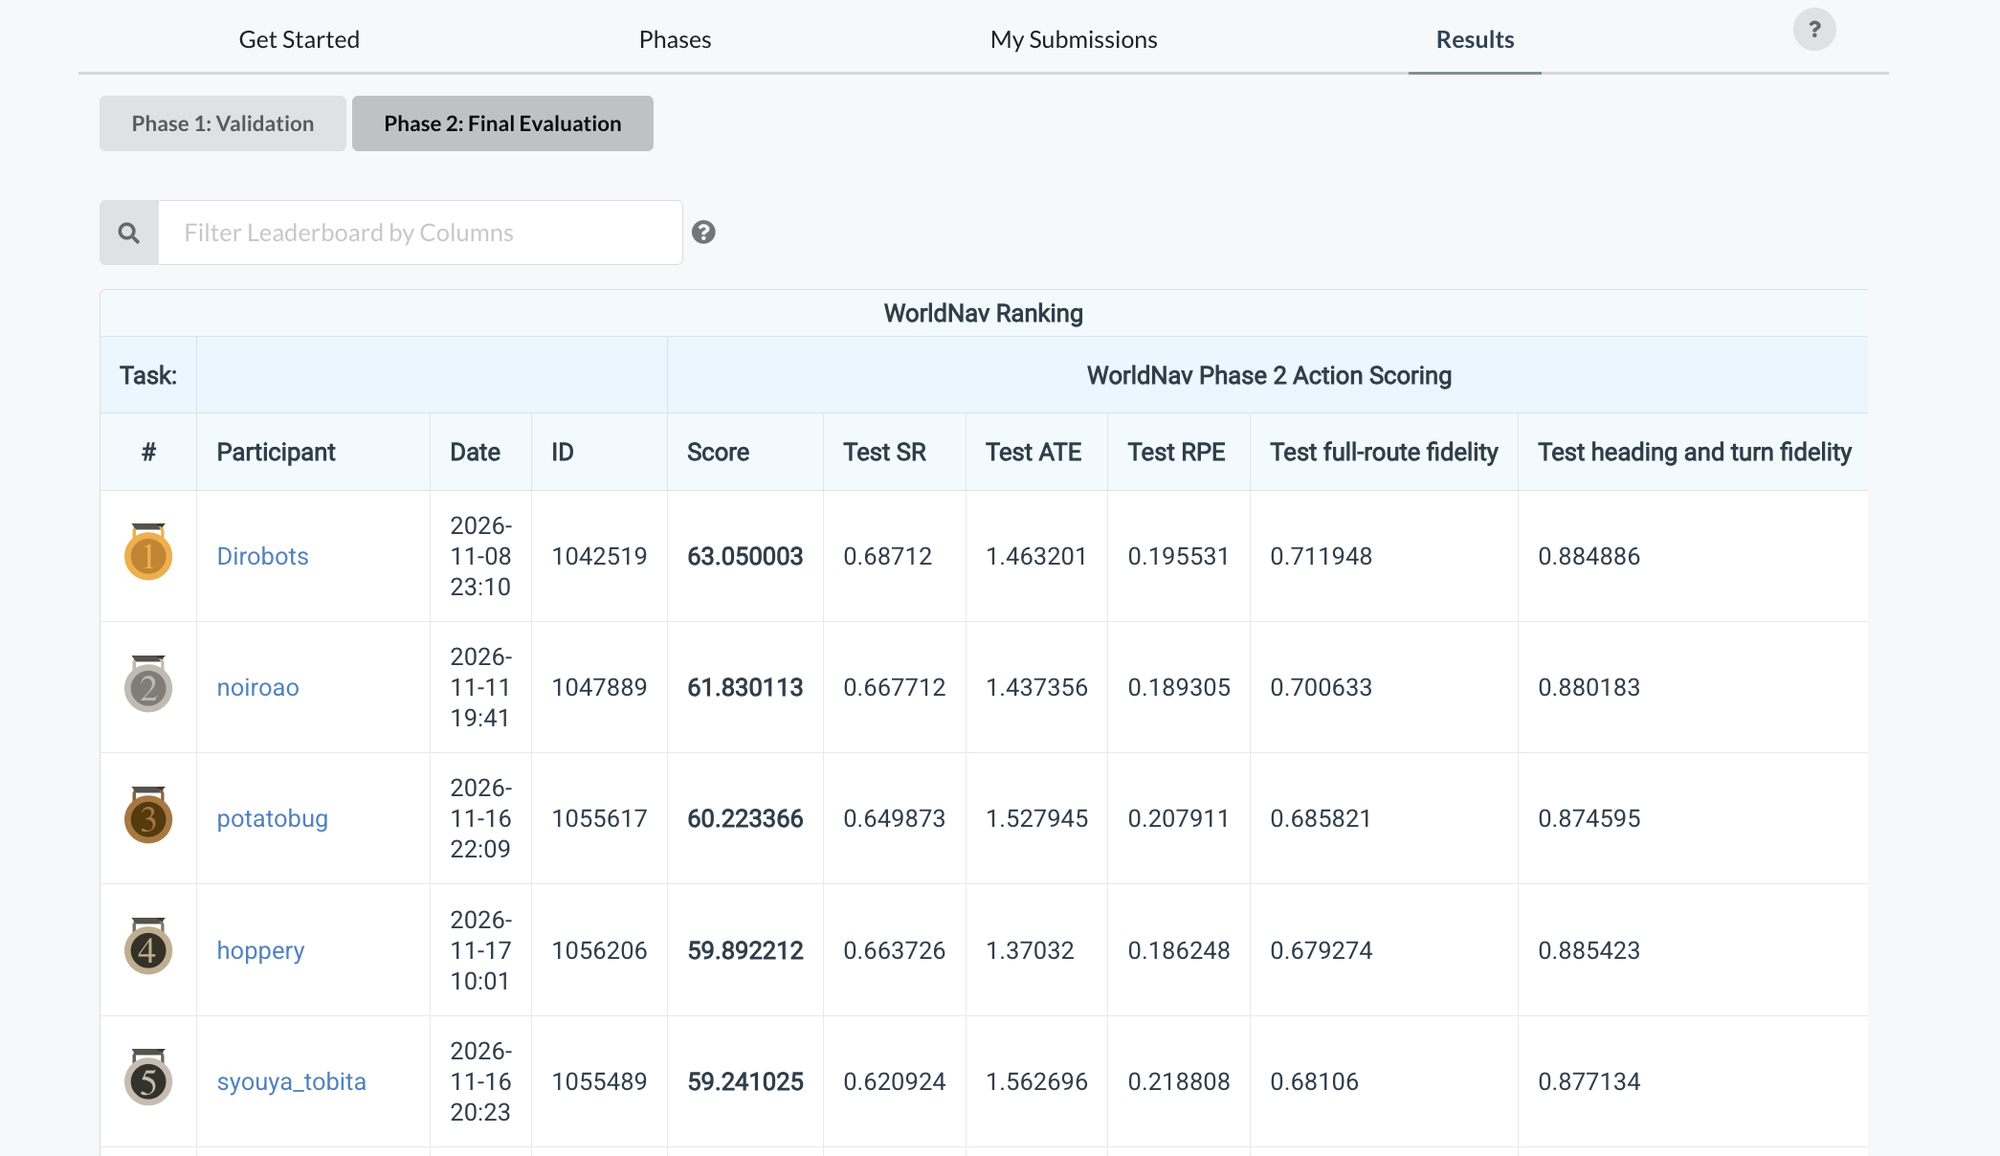 Get Started Phases My Submissions Results ?
Phase 1: Validation Phase 2: Final Evaluation
Filter Leaderboard by Columns ?
WorldNav Ranking
Task: WorldNav Phase 2 Action Scoring
# Participant Date ID Score Test SR Test ATE Test RPE Test full-route fidelity Test heading and turn fidelity
1 Dirobots 2026-11-08 23:10 1042519 63.050003 0.68712 1.463201 0.195531 0.711948 0.884886
2 noiroao 2026-11-11 19:41 1047889 61.830113 0.667712 1.437356 0.189305 0.700633 0.880183
3 potatobug 2026-11-16 22:09 1055617 60.223366 0.649873 1.527945 0.207911 0.685821 0.874595
4 hoppery 2026-11-17 10:01 1056206 59.892212 0.663726 1.37032 0.186248 0.679274 0.885423
5 syouya_tobita 2026-11-16 20:23 1055489 59.241025 0.620924 1.562696 0.218808 0.68106 0.877134